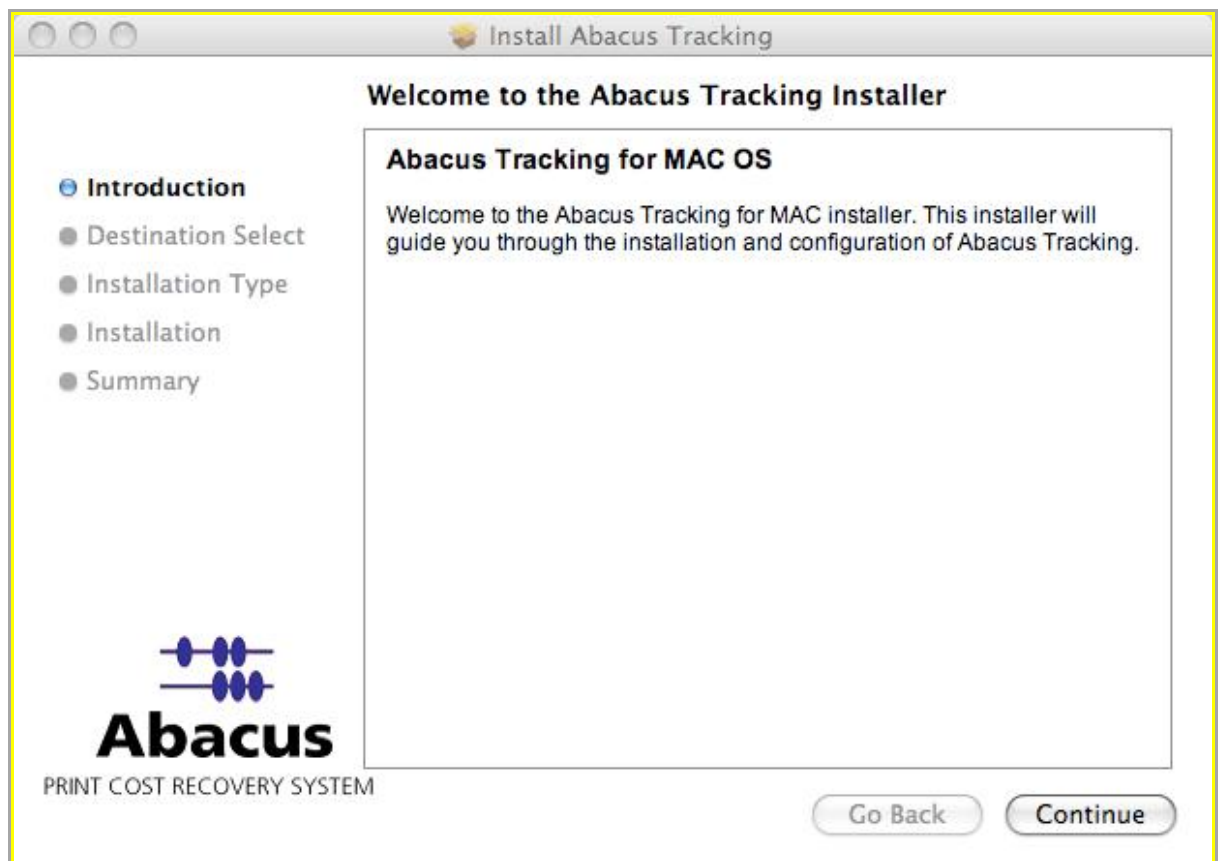 Install Abacus Tracking
Welcome to the Abacus Tracking Installer
Introduction
Destination Select
Installation Type
Installation
Summary
Abacus Tracking for MAC OS
Welcome to the Abacus Tracking for MAC installer. This installer will
guide you through the installation and configuration of Abacus Tracking.
Abacus
PRINT COST RECOVERY SYSTEM
Go Back
Continue